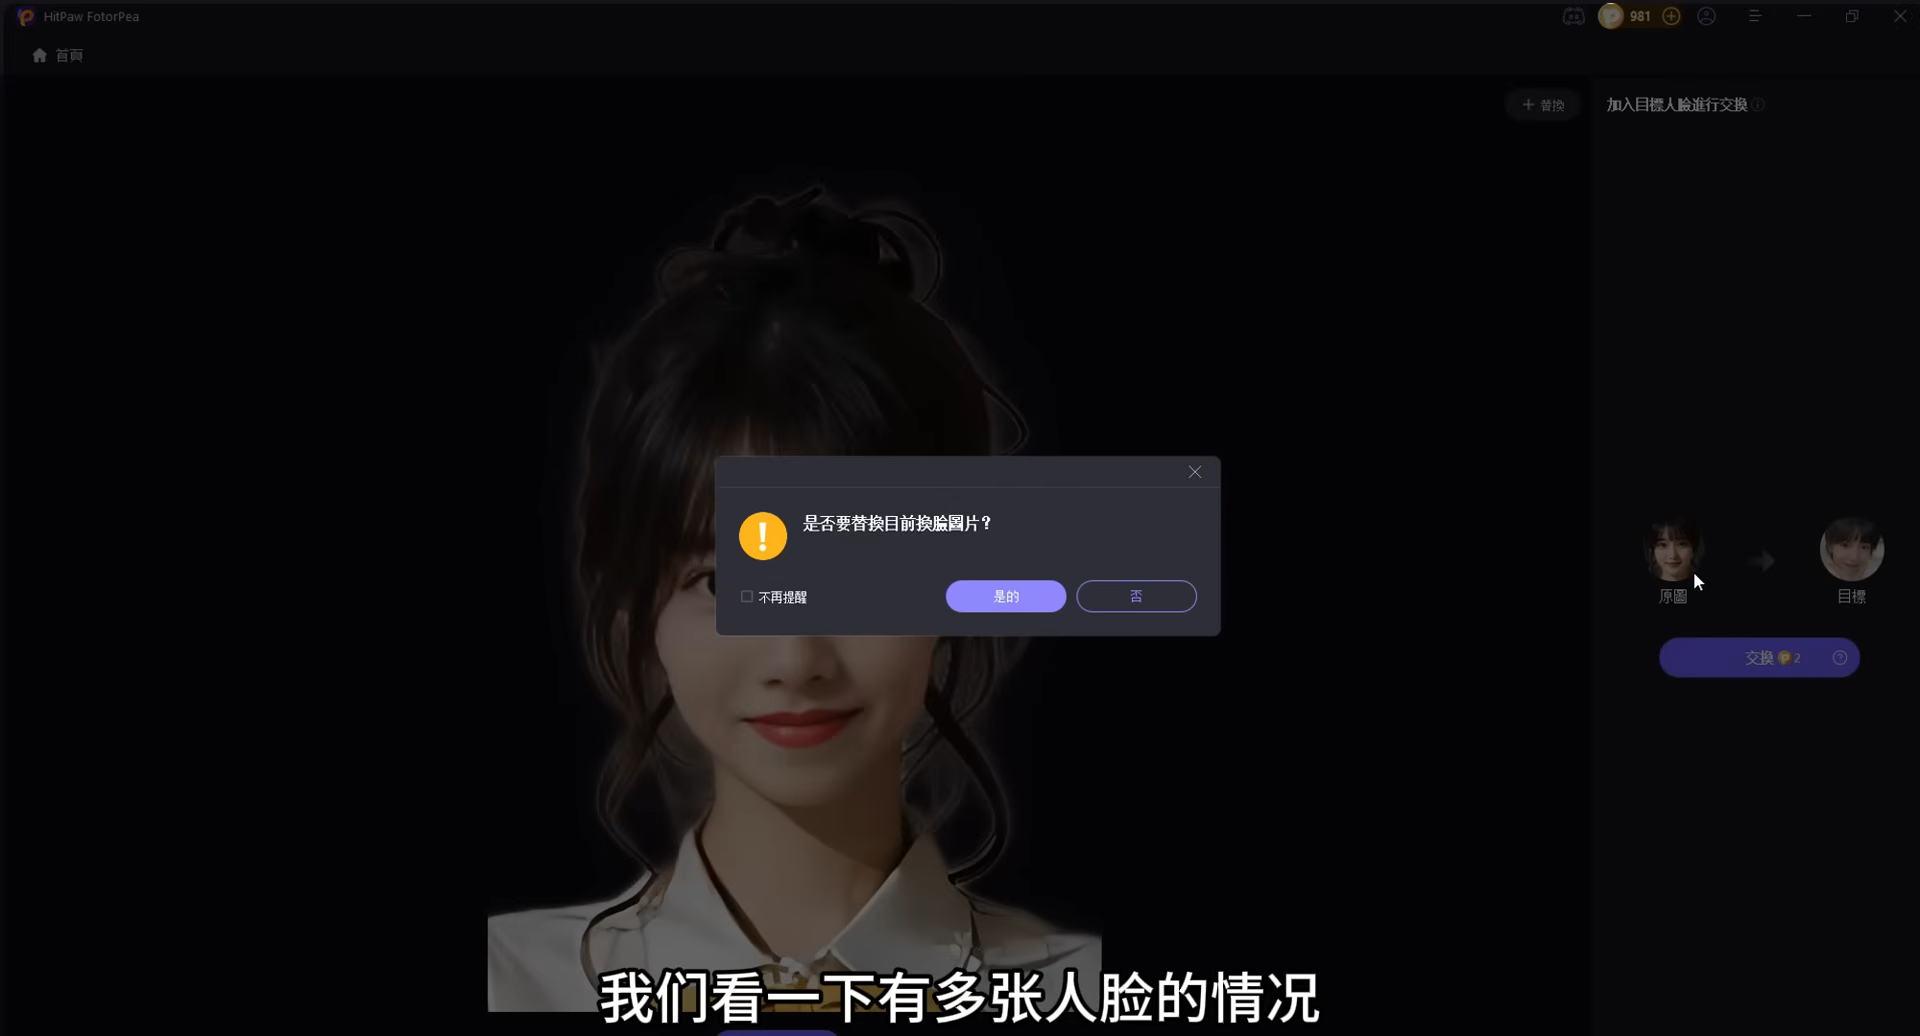 HitPaw FotorPea
981
首頁
替換
加入目標人臉進行交換
是否要替換目前換臉圖片?
不再提醒
是的
否
原圖
目標
交換 2
我们看一下有多张人脸的情况